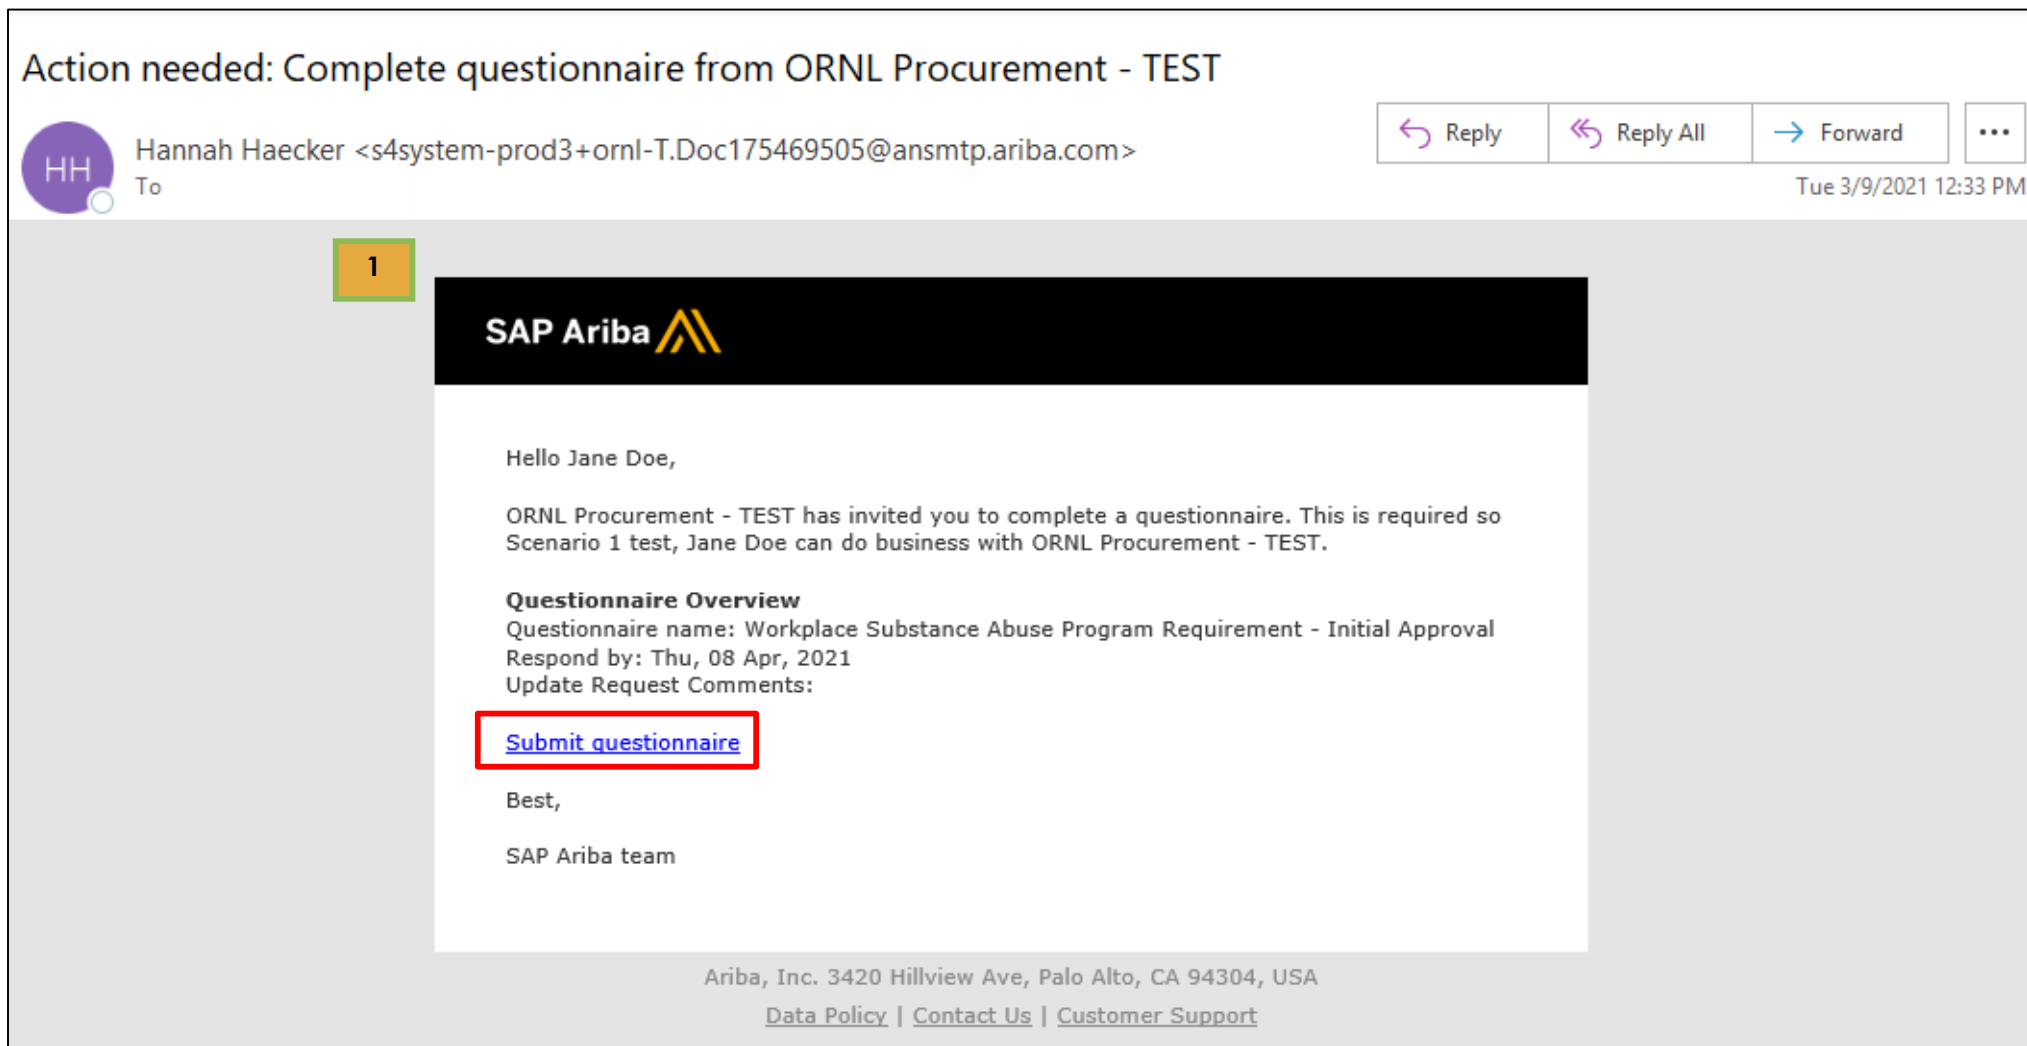 Action needed: Complete questionnaire from ORNL Procurement - TEST
HH
Hannah Haecker <s4system-prod3+ornl-T.Doc175469505@ansmtp.ariba.com>
To
Reply
Reply All
Forward
...
Tue 3/9/2021 12:33 PM
1
SAP Ariba
Hello Jane Doe,
ORNL Procurement - TEST has invited you to complete a questionnaire. This is required so
Scenario 1 test, Jane Doe can do business with ORNL Procurement - TEST.
Questionnaire Overview
Questionnaire name: Workplace Substance Abuse Program Requirement - Initial Approval
Respond by: Thu, 08 Apr, 2021
Update Request Comments:
Submit questionnaire
Best,
SAP Ariba team
Ariba, Inc. 3420 Hillview Ave, Palo Alto, CA 94304, USA
Data Policy | Contact Us | Customer Support